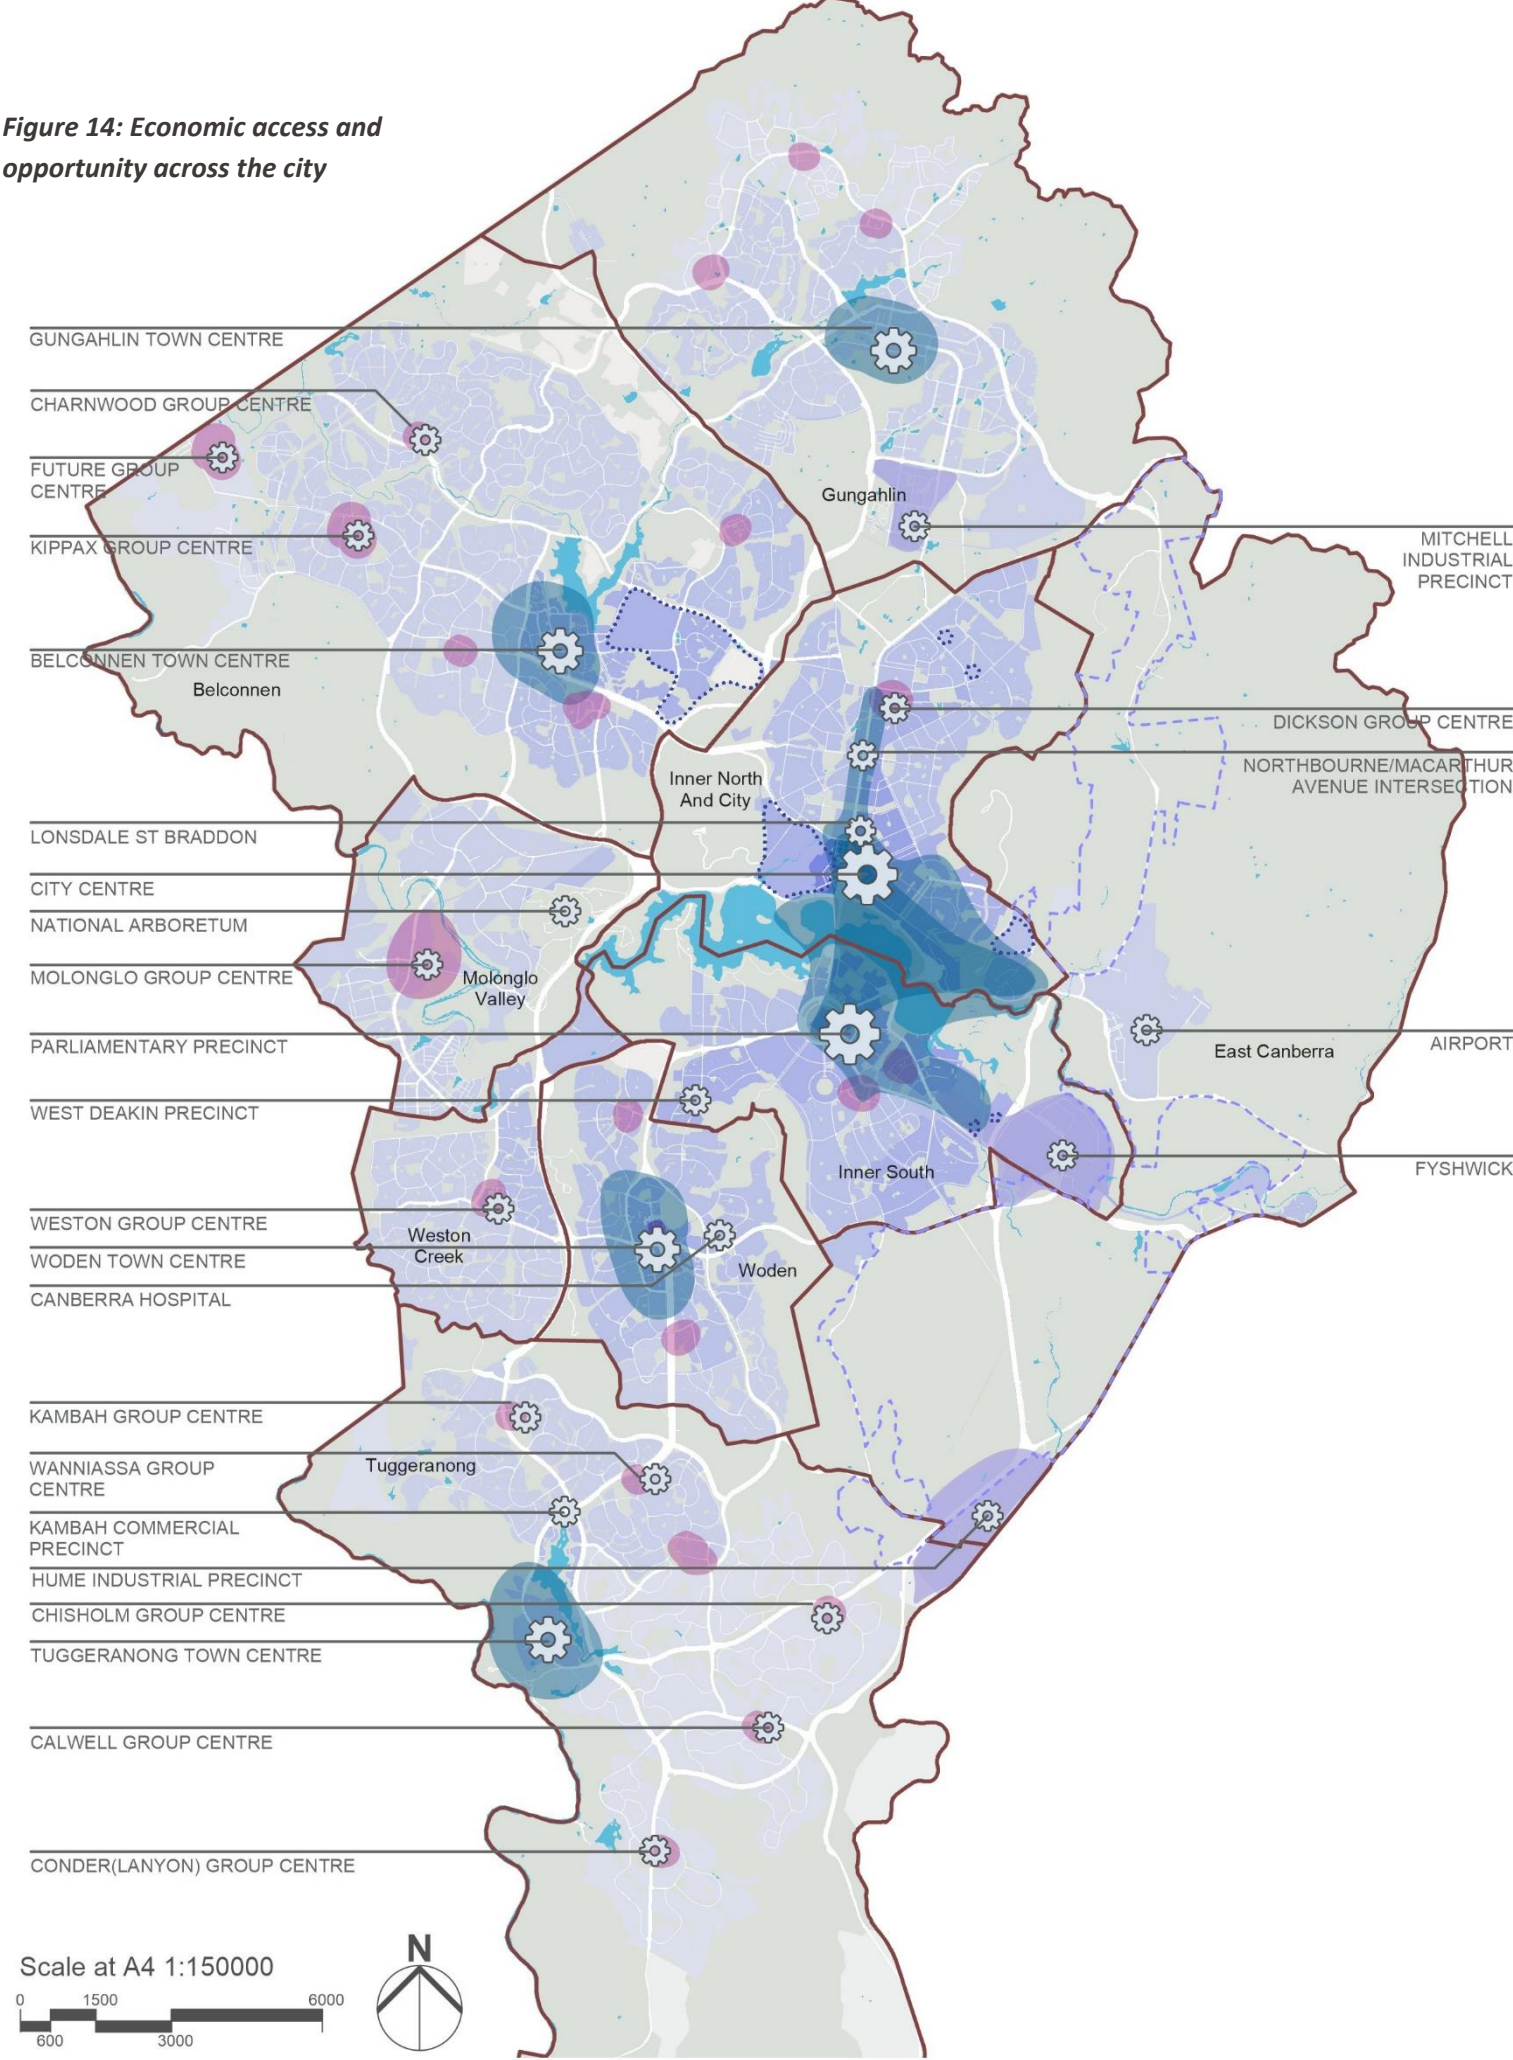 Figure 14: Economic access and
opportunity across the city
GUNGAHLIN TOWN CENTRE
CHARNWOOD GROUP CENTRE
FUTURE GROUP
CENTRE
KIPPAX GROUP CENTRE
BELCONNEN TOWN CENTRE
Belconnen
Gungahlin
MITCHELL
INDUSTRIAL
PRECINCT
DICKSON GROUP CENTRE
NORTHBOURNE/MACARTHUR
AVENUE INTERSECTION
Inner North
And City
LONSDALE ST BRADDON
CITY CENTRE
NATIONAL ARBORETUM
MOLONGLO GROUP CENTRE
Molonglo
Valley
PARLIAMENTARY PRECINCT
AIRPORT
East Canberra
WEST DEAKIN PRECINCT
FYSHWICK
Inner South
WESTON GROUP CENTRE
Weston
Creek
WODEN TOWN CENTRE
Woden
CANBERRA HOSPITAL
KAMBAH GROUP CENTRE
Tuggeranong
WANNIASSA GROUP
CENTRE
KAMBAH COMMERCIAL
PRECINCT
HUME INDUSTRIAL PRECINCT
CHISHOLM GROUP CENTRE
TUGGERANONG TOWN CENTRE
CALWELL GROUP CENTRE
CONDER(LANYON) GROUP CENTRE
Scale at A4 1:150000
0 1500 6000
600 3000
N